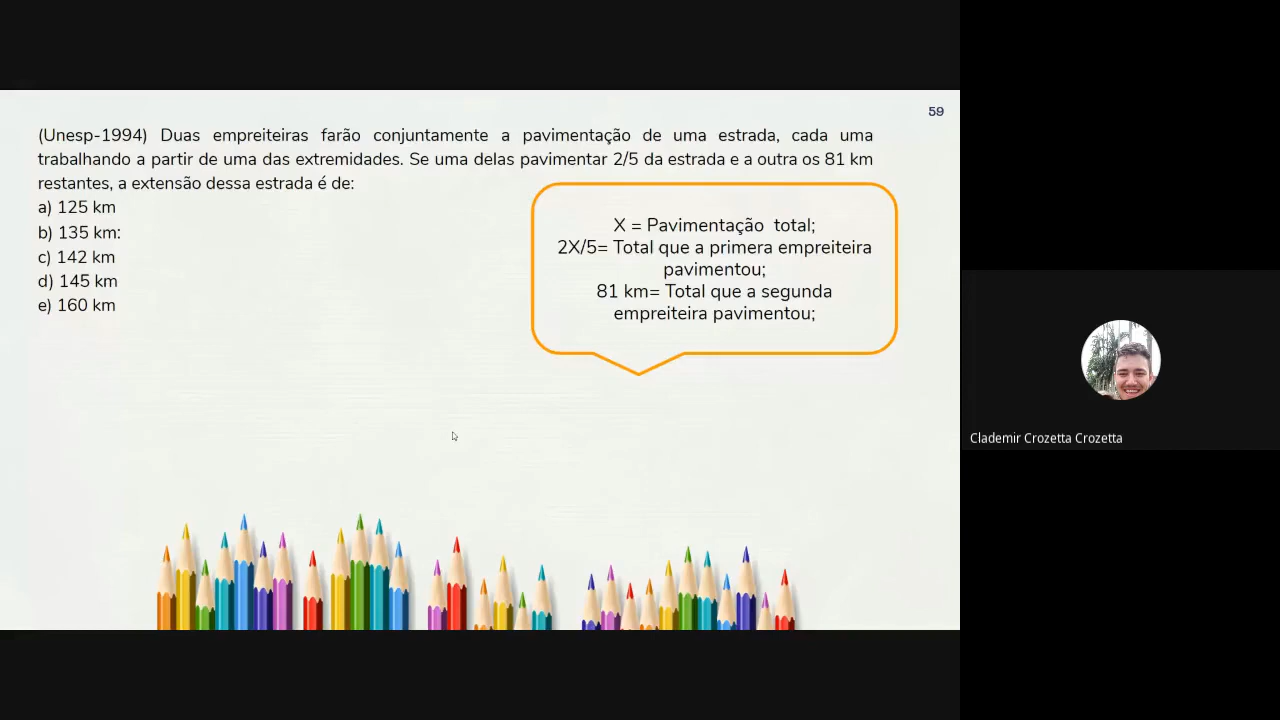 59
(Unesp-1994) Duas empreiteiras farão conjuntamente a pavimentação de uma estrada, cada uma
trabalhando a partir de uma das extremidades. Se uma delas pavimentar 2/5 da estrada e a outra os 81 km
restantes, a extensão dessa estrada é de:
a) 125 km
b) 135 km:
c) 142 km
d) 145 km
e) 160 km
X = Pavimentação total;
2X/5= Total que a primera empreiteira
pavimentou;
81 km= Total que a segunda
empreiteira pavimentou;
Clademir Crozetta Crozetta